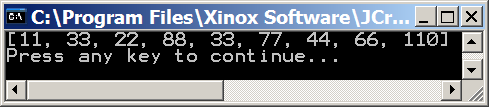 C:\Program Files\Xinox Software\JCr...
[11, 33, 22, 88, 33, 77, 44, 66, 110]
Press any key to continue...